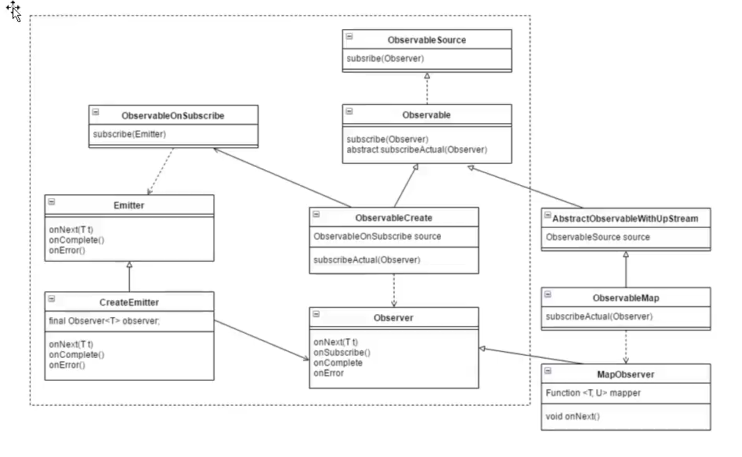 ObservableSource
subsribe(Observer)
ObservableOnSubscribe
subscribe(Emitter)
Observable
subscribe(Observer)
abstract subscribeActual(Observer)
Emitter
onNext(T t)
onComplete()
onError()
ObservableCreate
ObservableOnSubscribe source
subscribeActual(Observer)
AbstractObservableWithUpStream
ObservableSource source
CreateEmitter
final Observer<T> observer;
onNext(T t)
onComplete()
onError()
Observer
onNext(T t)
onSubscribe()
onComplete
onError
ObservableMap
subscribeActual(Observer)
MapObserver
Function <T, U> mapper
void onNext()